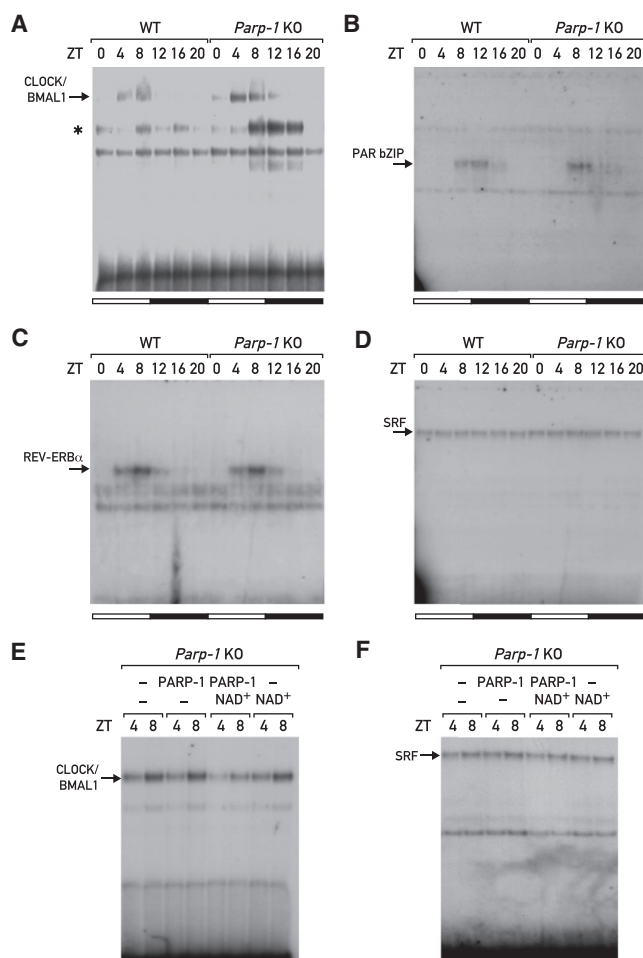 A
WT Parp-1 KO
ZT 0 4 8 12 16 20 0 4 8 12 16 20
CLOCK/
BMAL1
*
B
WT Parp-1 KO
ZT 0 4 8 12 16 20 0 4 8 12 16 20
PAR bZIP
C
WT Parp-1 KO
ZT 0 4 8 12 16 20 0 4 8 12 16 20
REV-ERBα
D
WT Parp-1 KO
ZT 0 4 8 12 16 20 0 4 8 12 16 20
SRF
E
Parp-1 KO
– PARP-1 PARP-1 –
– – NAD+ NAD+
ZT 4 8 4 8 4 8 4 8
CLOCK/
BMAL1
F
Parp-1 KO
– PARP-1 PARP-1 –
– – NAD+ NAD+
ZT 4 8 4 8 4 8 4 8
SRF